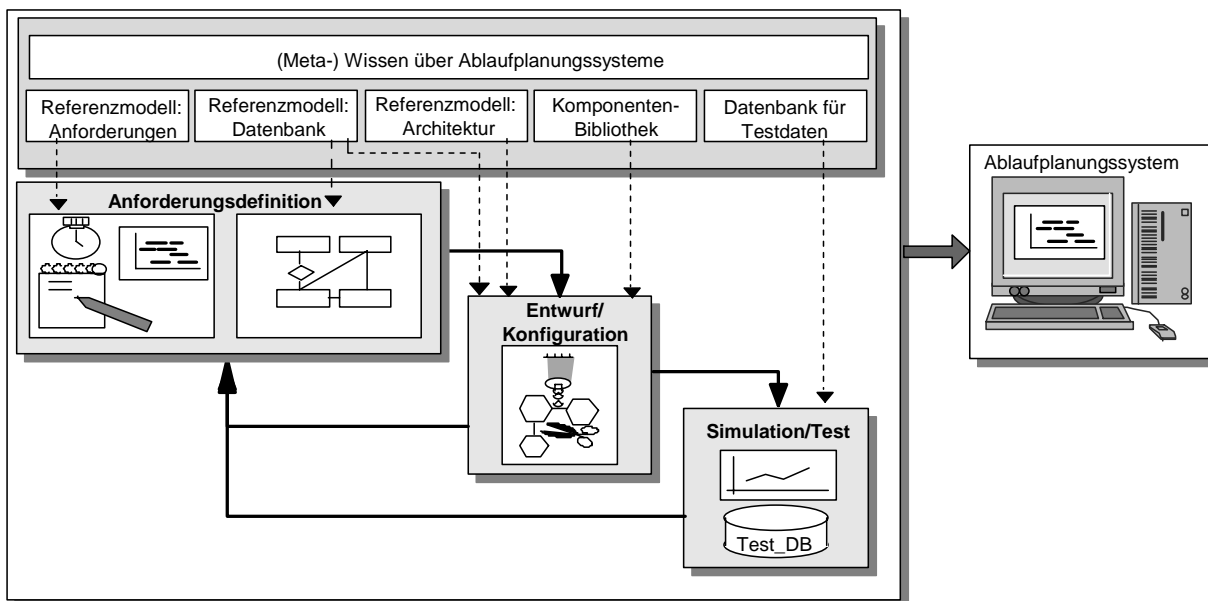 (Meta-) Wissen über Ablaufplanungssysteme
Referenzmodell:
Anforderungen
Referenzmodell:
Datenbank
Referenzmodell:
Architektur
Komponenten-
Bibliothek
Datenbank für
Testdaten
Ablaufplanungssystem
Anforderungsdefinition
Entwurf/
Konfiguration
Simulation/Test
Test_DB